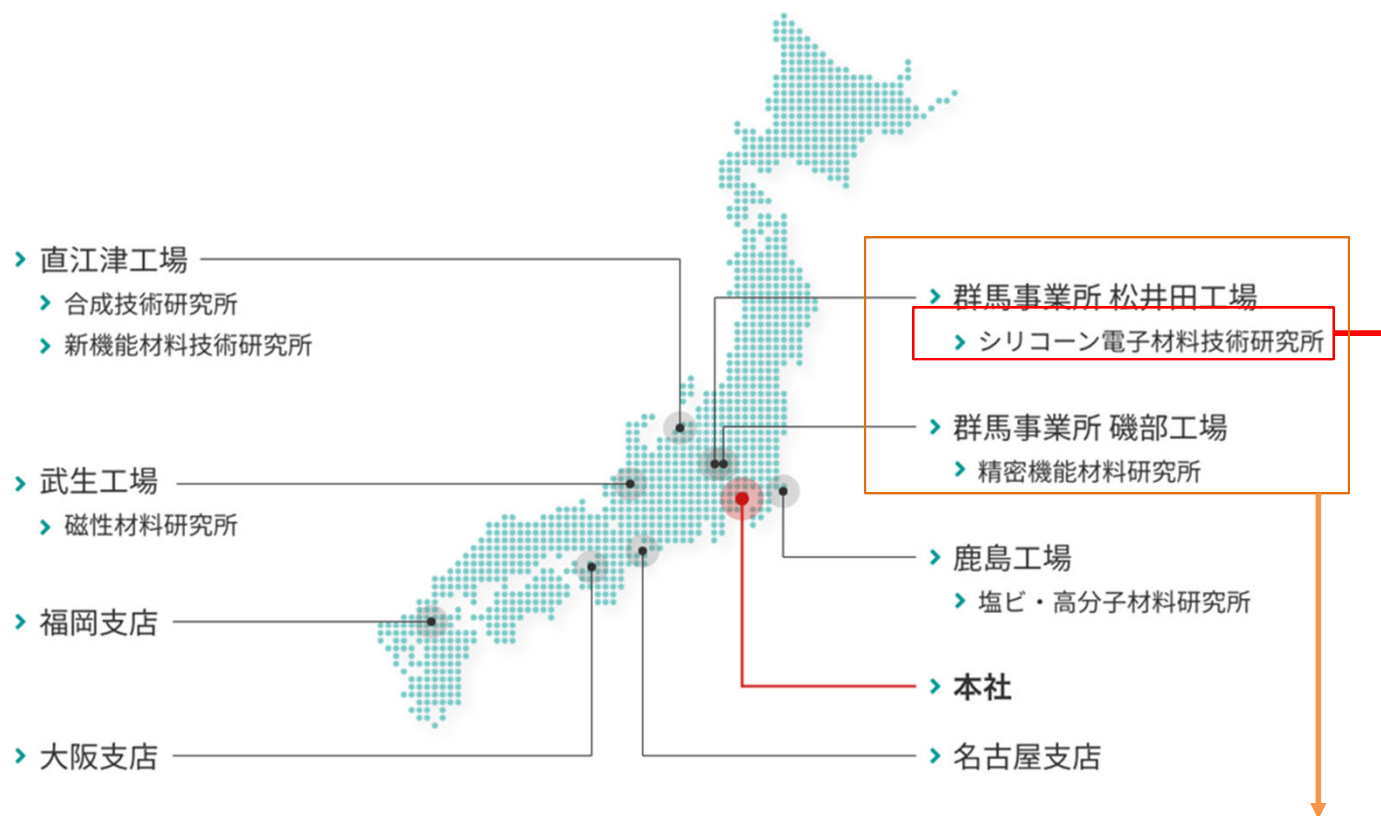 直江津工場
合成技術研究所
新機能材料技術研究所
武生工場
磁性材料研究所
福岡支店
大阪支店
群馬事業所 松井田工場
シリコーン電子材料技術研究所
群馬事業所 磯部工場
精密機能材料研究所
鹿島工場
塩ビ・高分子材料研究所
本社
名古屋支店